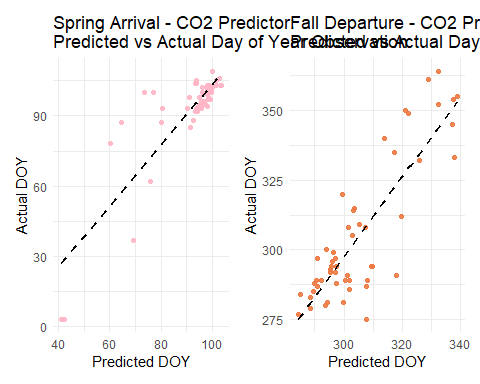 Spring Arrival - CO2 Predictor
Predicted vs Actual Day of Year Observation
Fall Departure - CO2 Pr
Predicted vs Actual Day
Actual DOY
90
60
30
0
40
60
80
100
Predicted DOY
Actual DOY
350
325
300
275
300
320
340
Predicted DOY